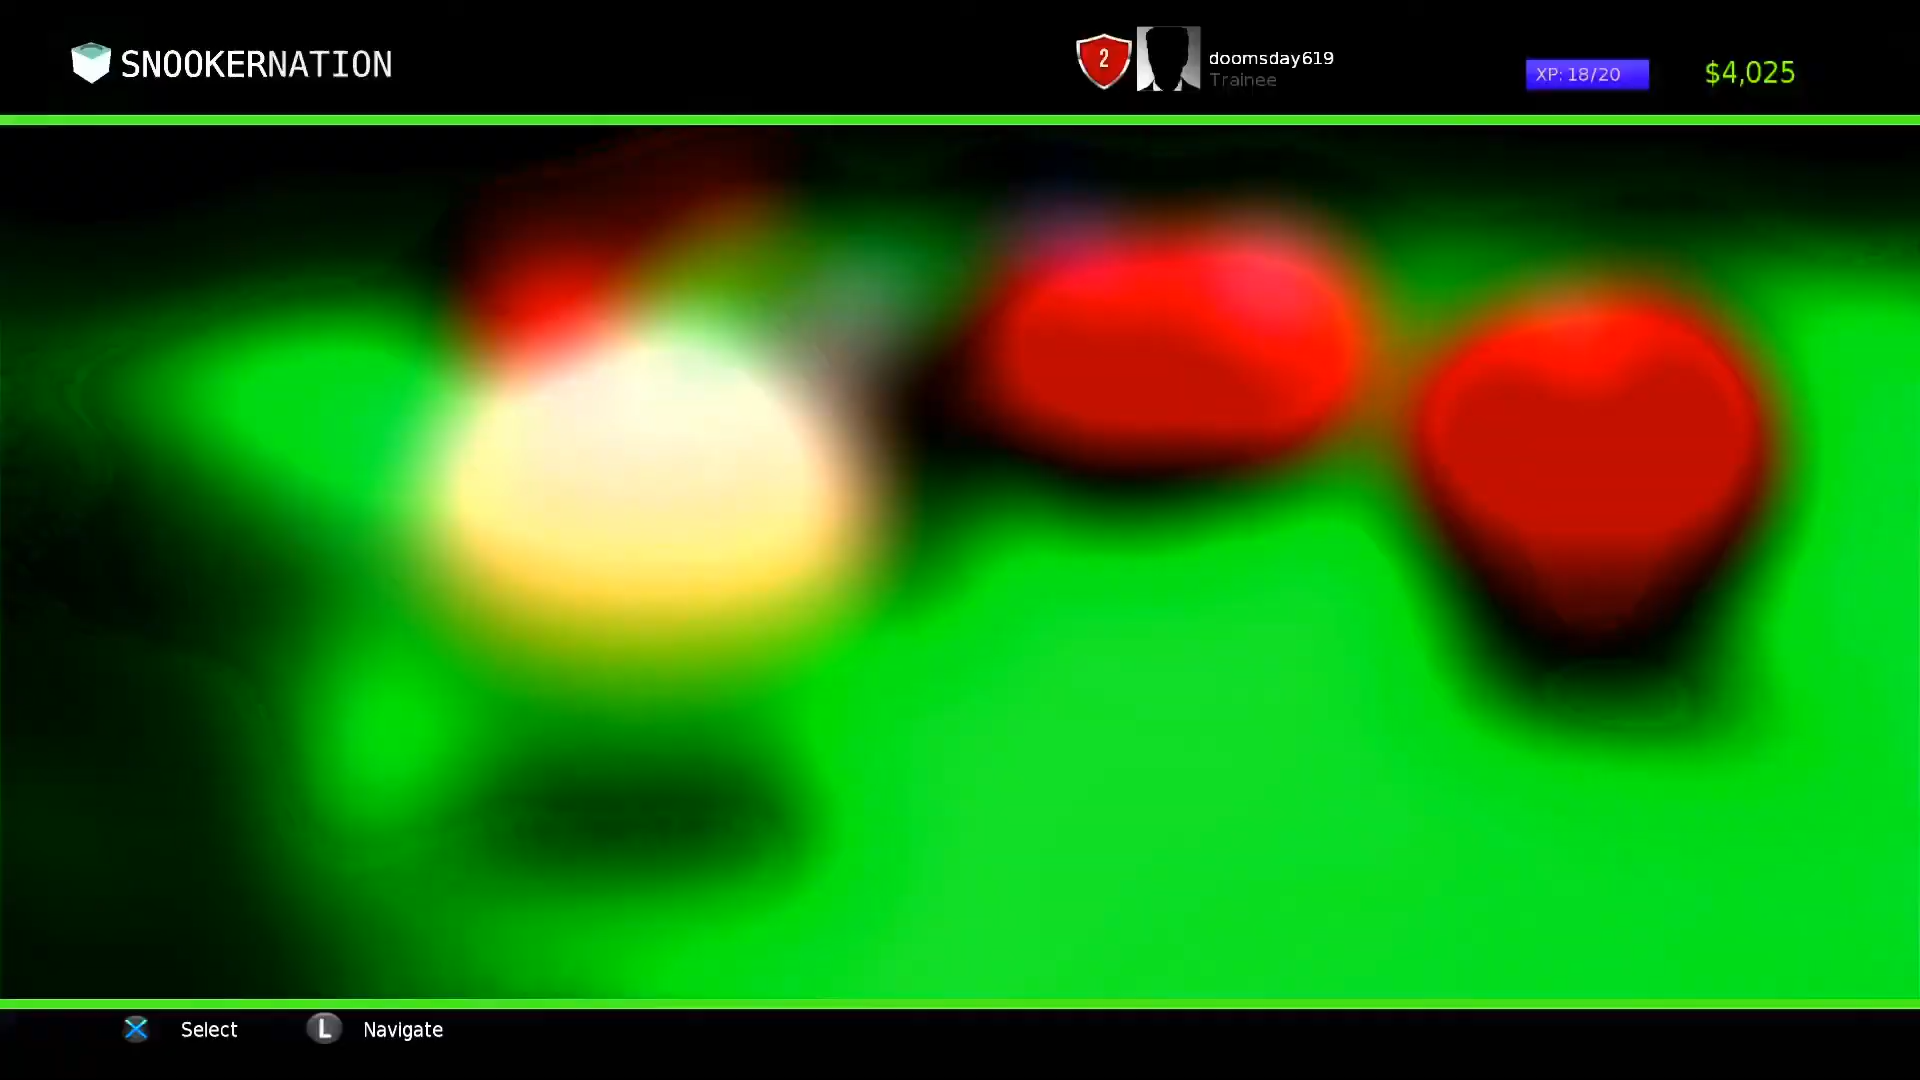 SNOOKERNATION
2
doomsday619
Trainee
XP: 18/20
$4,025
Select
L
Navigate